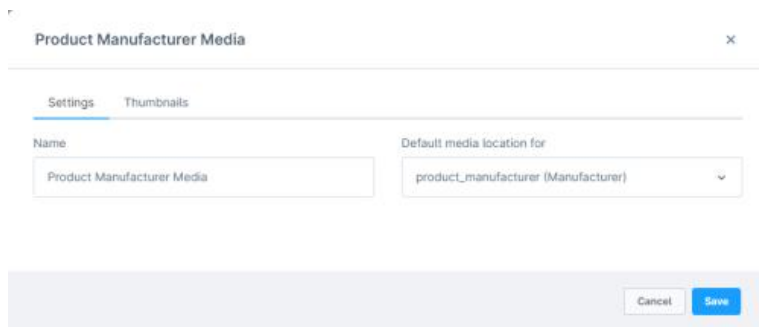 Product Manufacturer Media
Settings Thumbnails
Name Default media location for
Product Manufacturer Media product_manufacturer (Manufacturer)
Cancel Save